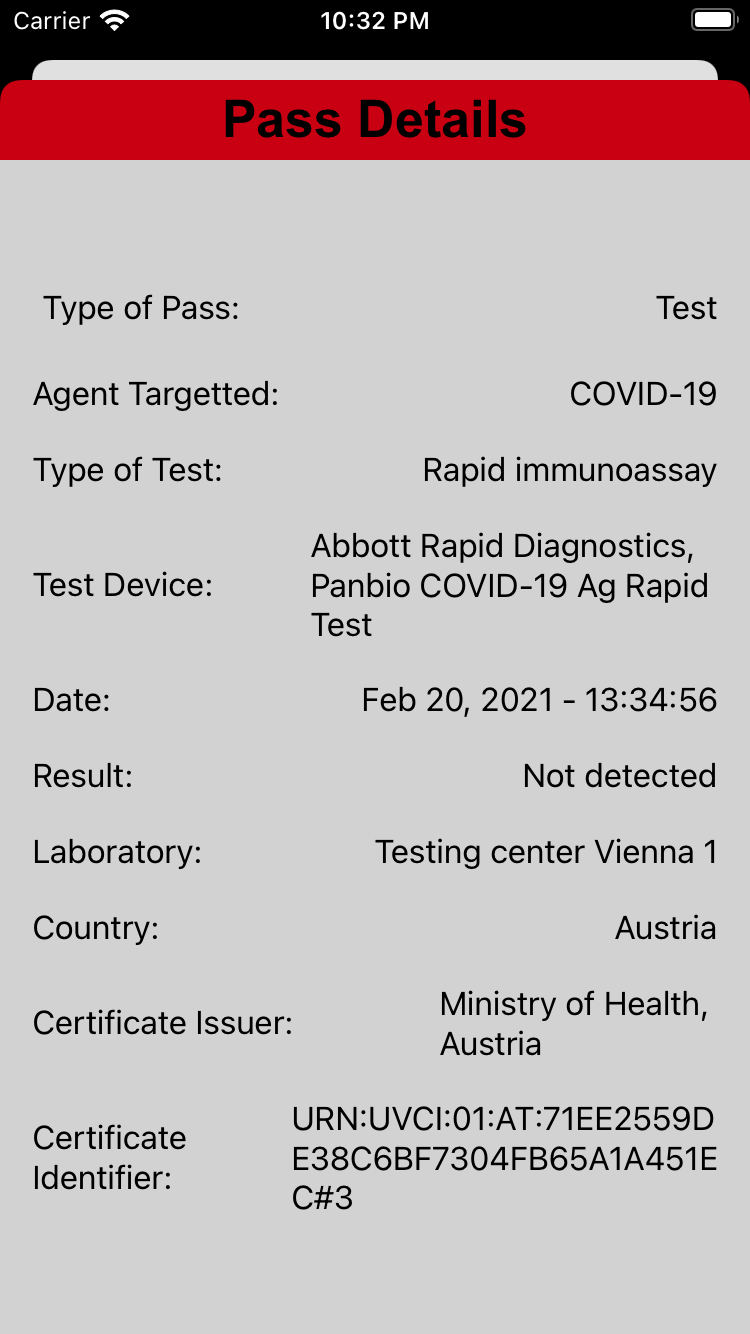 Carrier 10:32 PM
Pass Details
Type of Pass: Test
Agent Targetted: COVID-19
Type of Test: Rapid immunoassay
Test Device: Abbott Rapid Diagnostics,
Panbio COVID-19 Ag Rapid
Test
Date: Feb 20, 2021 - 13:34:56
Result: Not detected
Laboratory: Testing center Vienna 1
Country: Austria
Certificate Issuer: Ministry of Health,
Austria
Certificate
Identifier:
URN:UVCI:01:AT:71EE2559D
E38C6BF7304FB65A1A451E
C#3